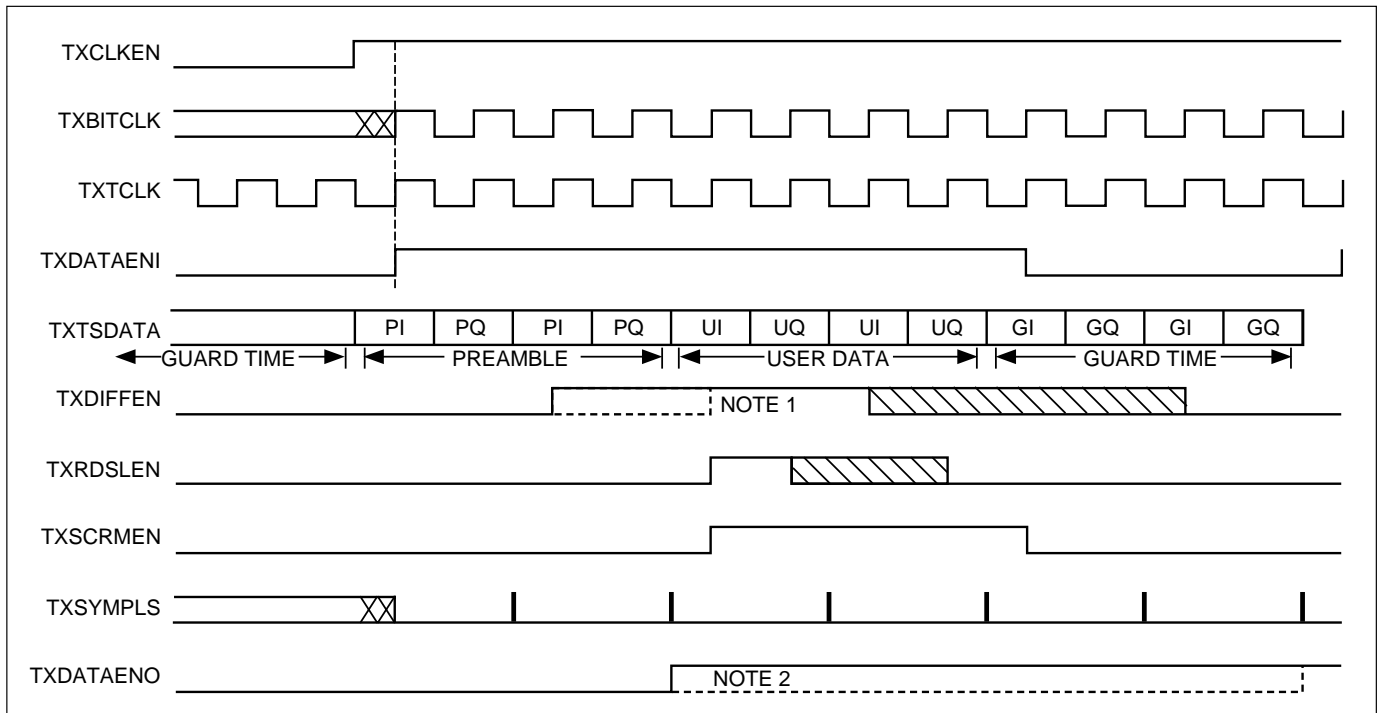 TXCLKEN
TXBITCLK
TXTCLK
TXDATAENI
TXTSDATA PI PQ PI PQ UI UQ UI UQ GI GQ GI GQ
GUARD TIME PREAMBLE USER DATA GUARD TIME
TXDIFFEN NOTE 1
TXRDSLEN
TXSCRMEN
TXSYMPLS
TXDATAENO NOTE 2